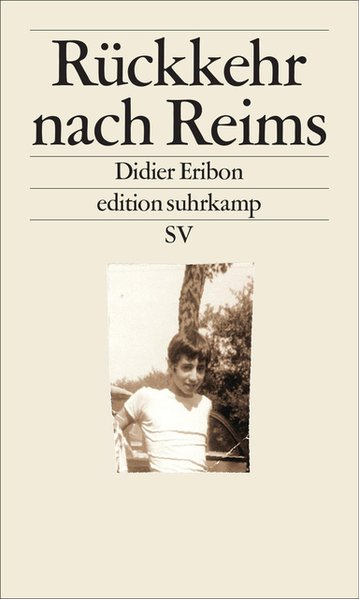 Rückkehr
nach Reims
Didier Eribon
edition suhrkamp
SV